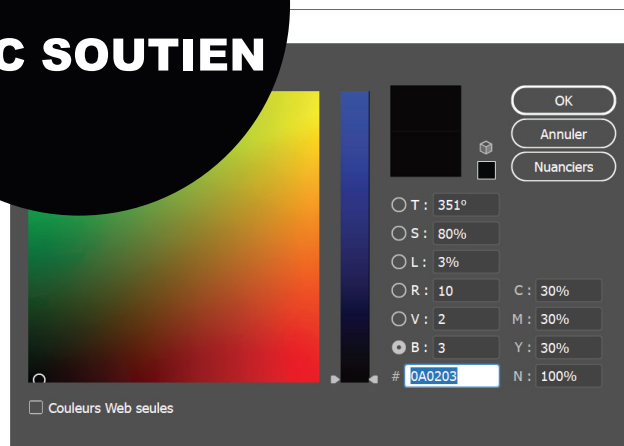 C SOUTIEN
OK
Annuler
Nuanciers
T : 351°
S : 80%
L : 3%
R : 10 C : 30%
V : 2 M : 30%
B : 3 Y : 30%
# 0A0203 N : 100%
Couleurs Web seules